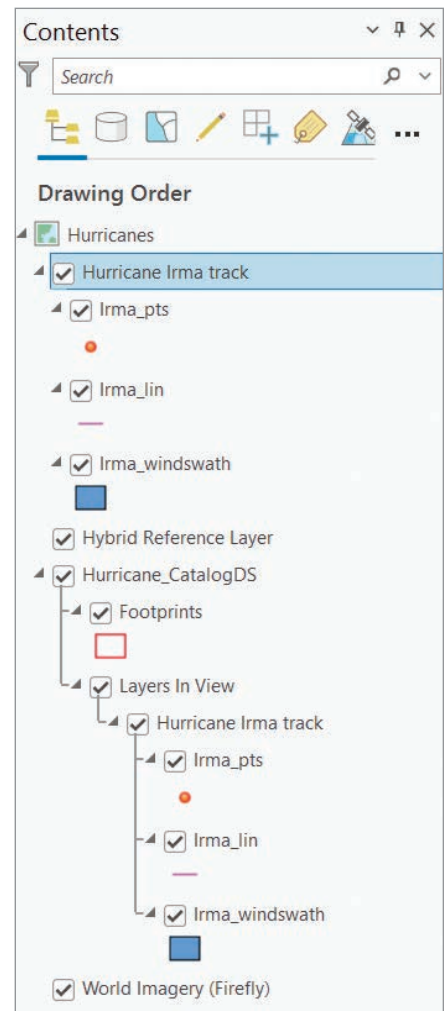 Contents
Search
Drawing Order
Hurricanes
Hurricane Irma track
Irma_pts
Irma_lin
Irma_windswath
Hybrid Reference Layer
Hurricane_CatalogDS
Footprints
Layers In View
Hurricane Irma track
Irma_pts
Irma_lin
Irma_windswath
World Imagery (Firefly)